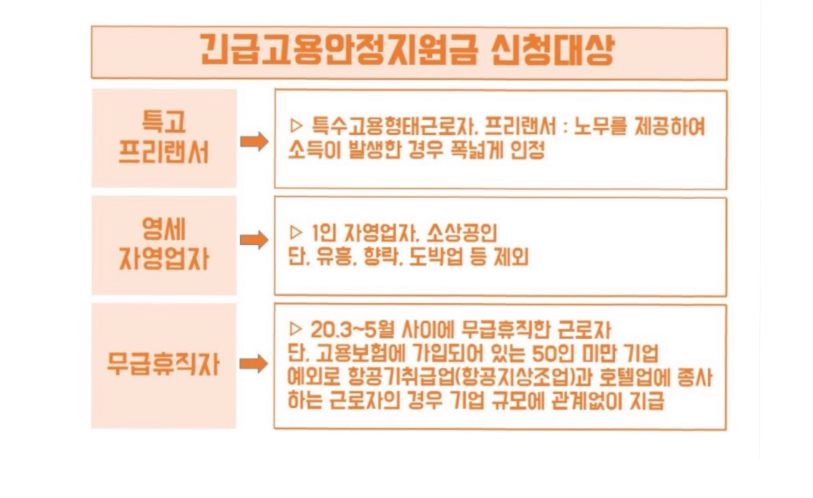 긴급고용안정지원금 신청대상
특고
프리랜서
▷ 특수고용형태근로자, 프리랜서 : 노무를 제공하여
소득이 발생한 경우 폭넓게 인정
영세
자영업자
▷ 1인 자영업자, 소상공인
단, 유흥, 향락, 도박업 등 제외
무급휴직자
▷ 20.3~5월 사이에 무급휴직한 근로자
단, 고용보험에 가입되어 있는 50인 미만 기업
예외로 항공기취급업(항공지상조업)과 호텔업에 종사
하는 근로자의 경우 기업 규모에 관계없이 지급